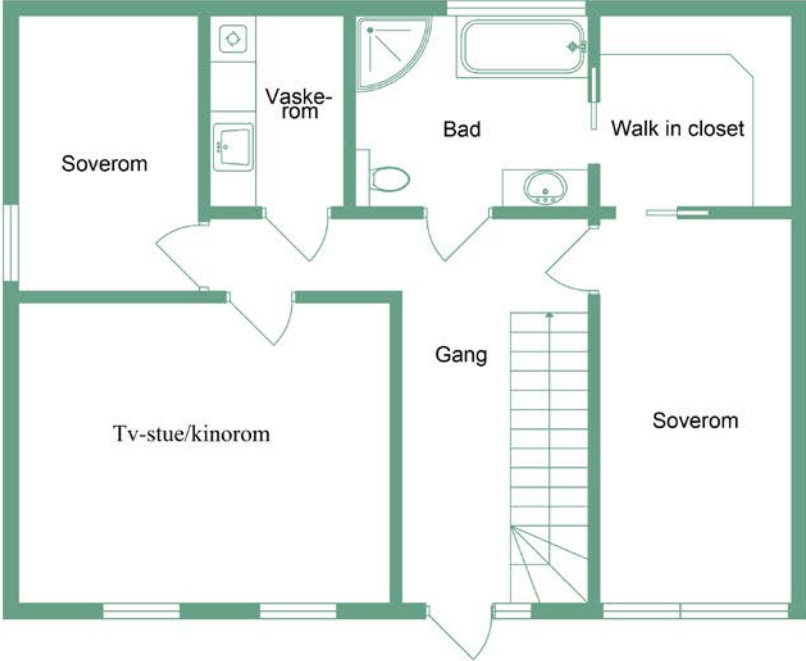 Soverom
Vaske-
rom
Bad
Walk in closet
Gang
Tv-stue/kinorom
Soverom